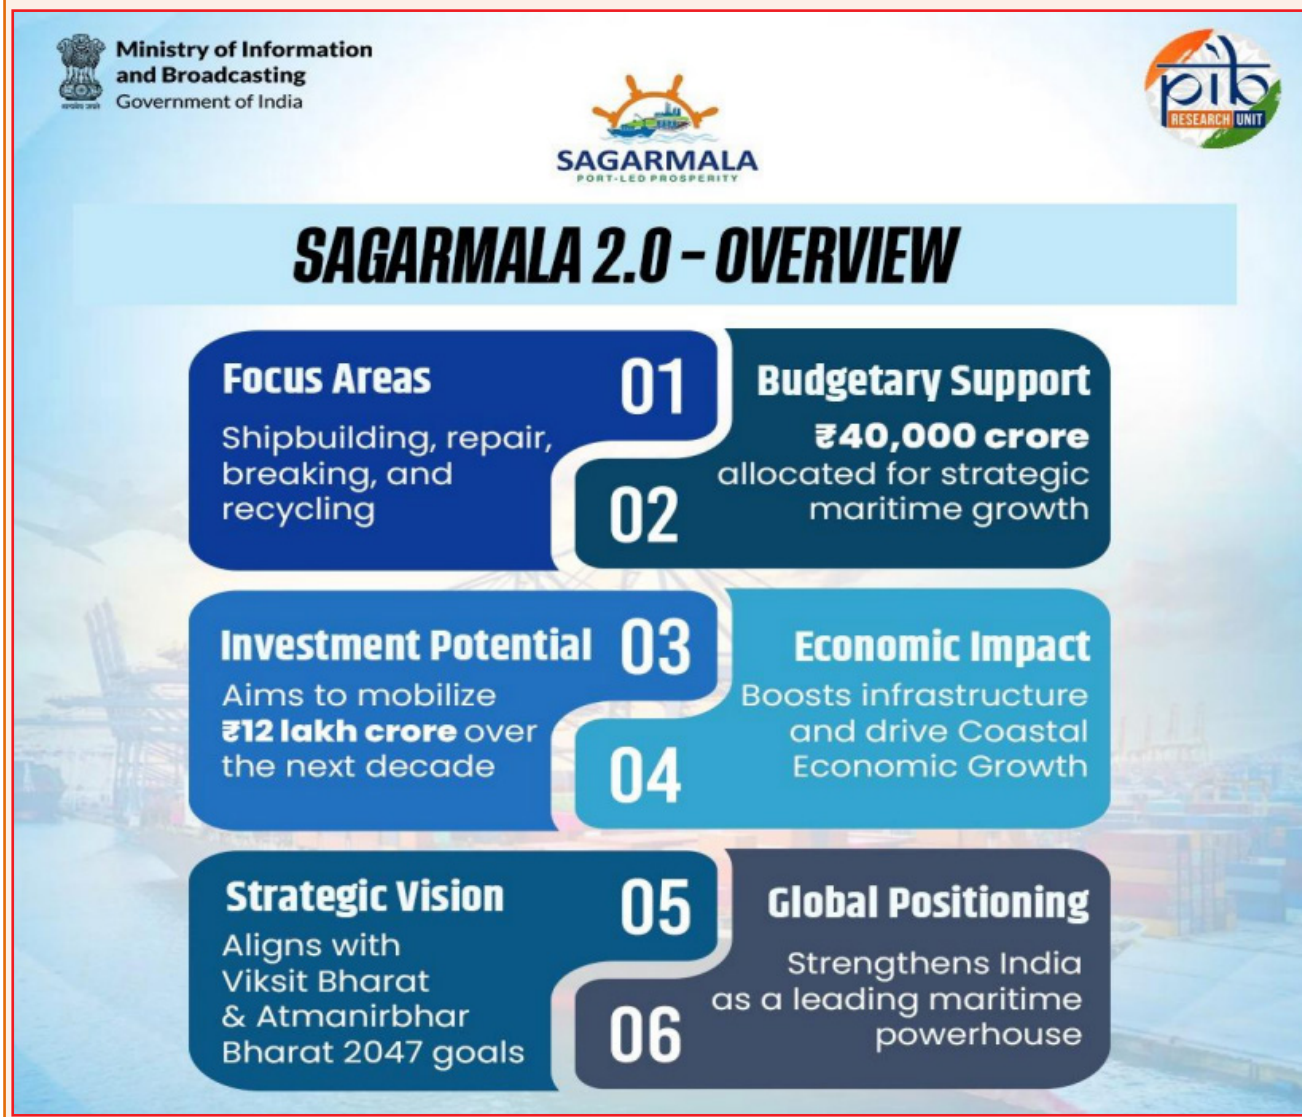 Ministry of Information
and Broadcasting
Government of India
SAGARMALA
PORT-LED PROSPERITY
pib
RESEARCH UNIT
SAGARMALA 2.0 – OVERVIEW
Focus Areas
01
Shipbuilding, repair,
breaking, and
recycling
Budgetary Support
02
₹40,000 crore
allocated for strategic
maritime growth
Investment Potential
03
Aims to mobilize
₹12 lakh crore over
the next decade
Economic Impact
04
Boosts infrastructure
and drive Coastal
Economic Growth
Strategic Vision
05
Aligns with
Viksit Bharat
& Atmanirbhar
Bharat 2047 goals
Global Positioning
06
Strengthens India
as a leading maritime
powerhouse